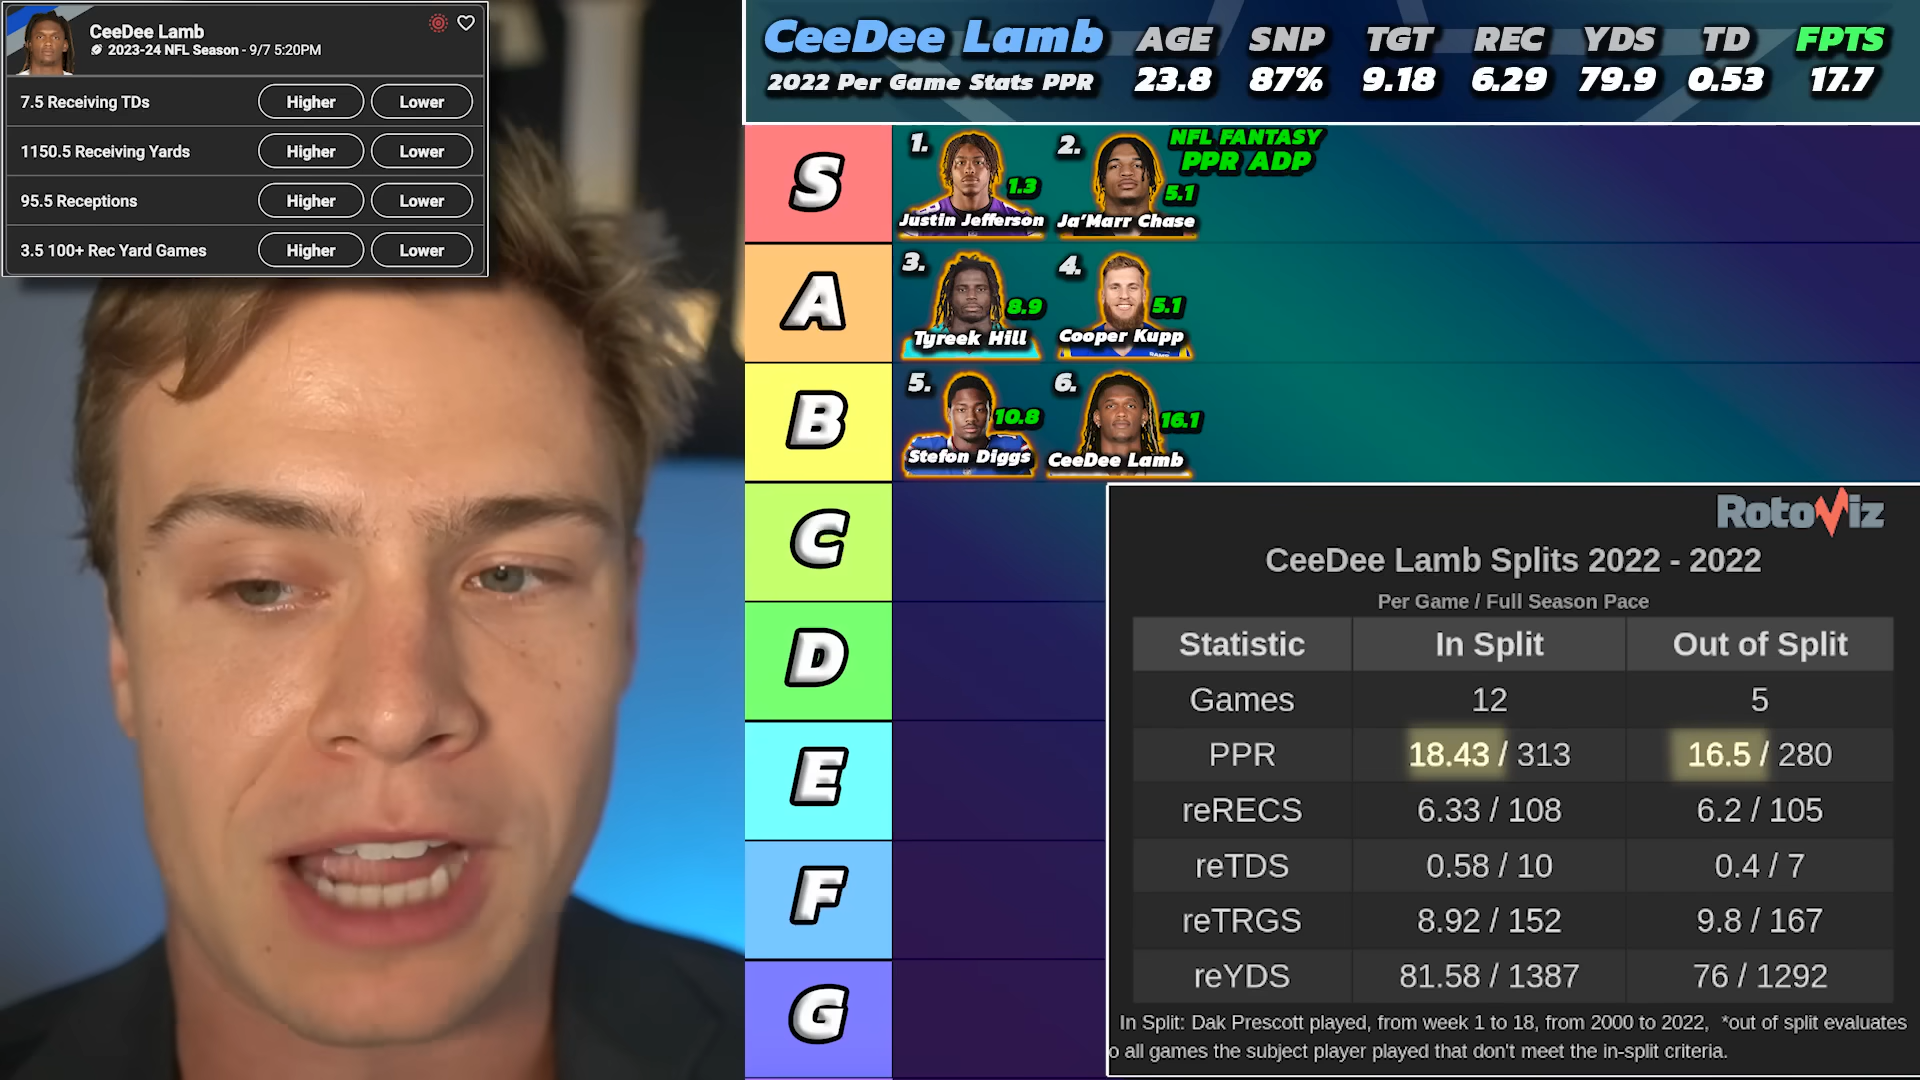 CeeDee Lamb
2023-24 NFL Season - 9/7 5:20PM
7.5 Receiving TDs Higher Lower
1150.5 Receiving Yards Higher Lower
95.5 Receptions Higher Lower
3.5 100+ Rec Yard Games Higher Lower
CeeDee Lamb AGE SNP TGT REC YDS TD FPTS
2022 Per Game Stats PPR 23.8 87% 9.18 6.29 79.9 0.53 17.7
NFL FANTASY
PPR ADP
S
1. 1.3 Justin Jefferson
2. 5.1 Ja'Marr Chase
A
3. 8.9 Tyreek Hill
4. 5.1 Cooper Kupp
B
5. 10.8 Stefon Diggs
6. 16.1 CeeDee Lamb
C
D
E
F
G
RotoViz
CeeDee Lamb Splits 2022 - 2022
Per Game / Full Season Pace
Statistic In Split Out of Split
Games 12 5
PPR 18.43 / 313 16.5 / 280
reRECS 6.33 / 108 6.2 / 105
reTDS 0.58 / 10 0.4 / 7
reTRGS 8.92 / 152 9.8 / 167
reYDS 81.58 / 1387 76 / 1292
In Split: Dak Prescott played, from week 1 to 18, from 2000 to 2022, *out of split evaluates
o all games the subject player played that don't meet the in-split criteria.